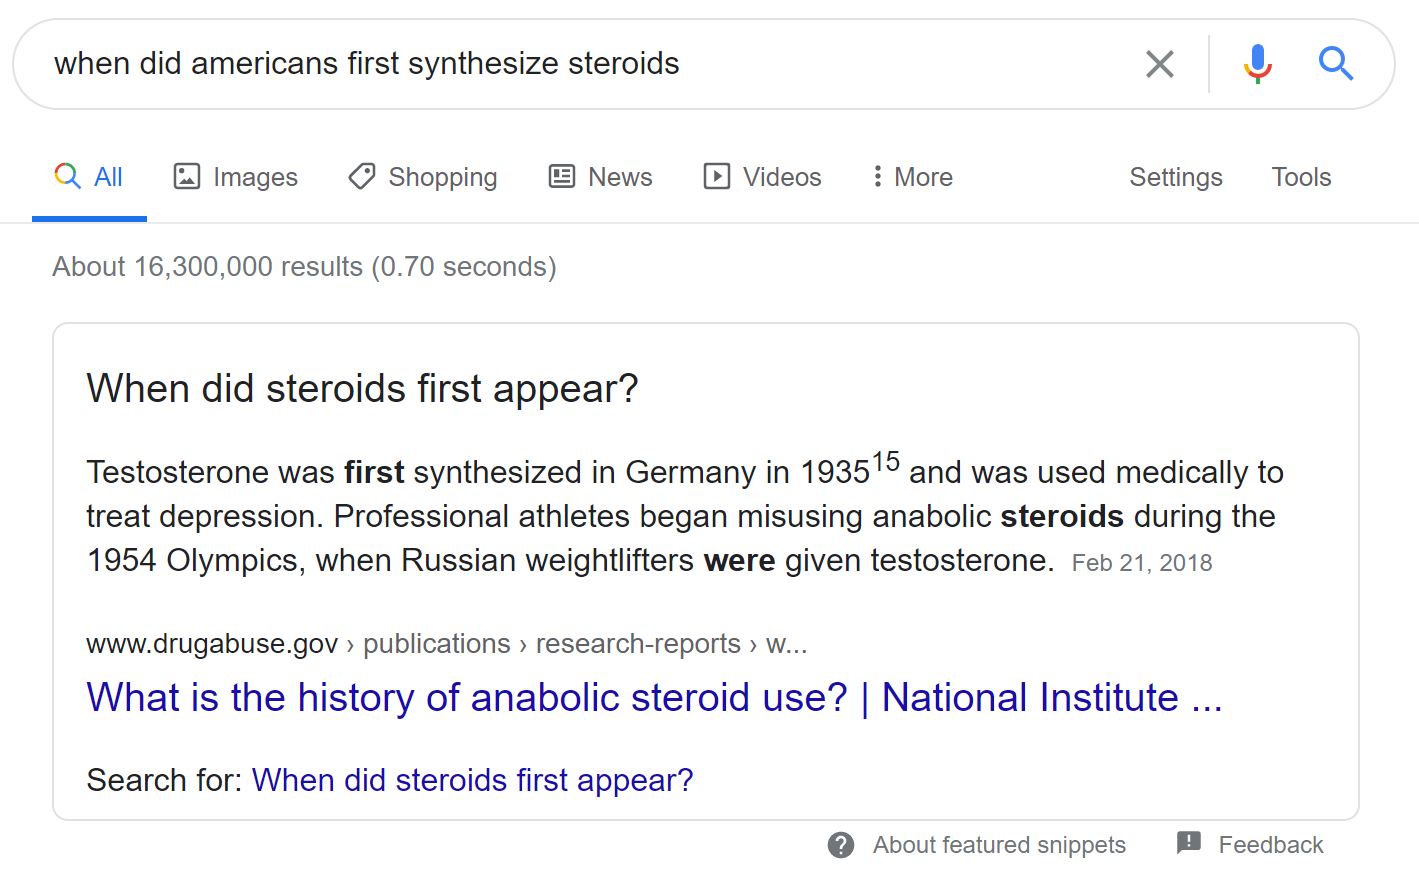 when did americans first synthesize steroids
All Images Shopping News Videos More Settings Tools
About 16,300,000 results (0.70 seconds)
When did steroids first appear?
Testosterone was first synthesized in Germany in 1935¹⁵ and was used medically to
treat depression. Professional athletes began misusing anabolic steroids during the
1954 Olympics, when Russian weightlifters were given testosterone. Feb 21, 2018
www.drugabuse.gov › publications › research-reports › w...
What is the history of anabolic steroid use? | National Institute ...
Search for: When did steroids first appear?
About featured snippets Feedback